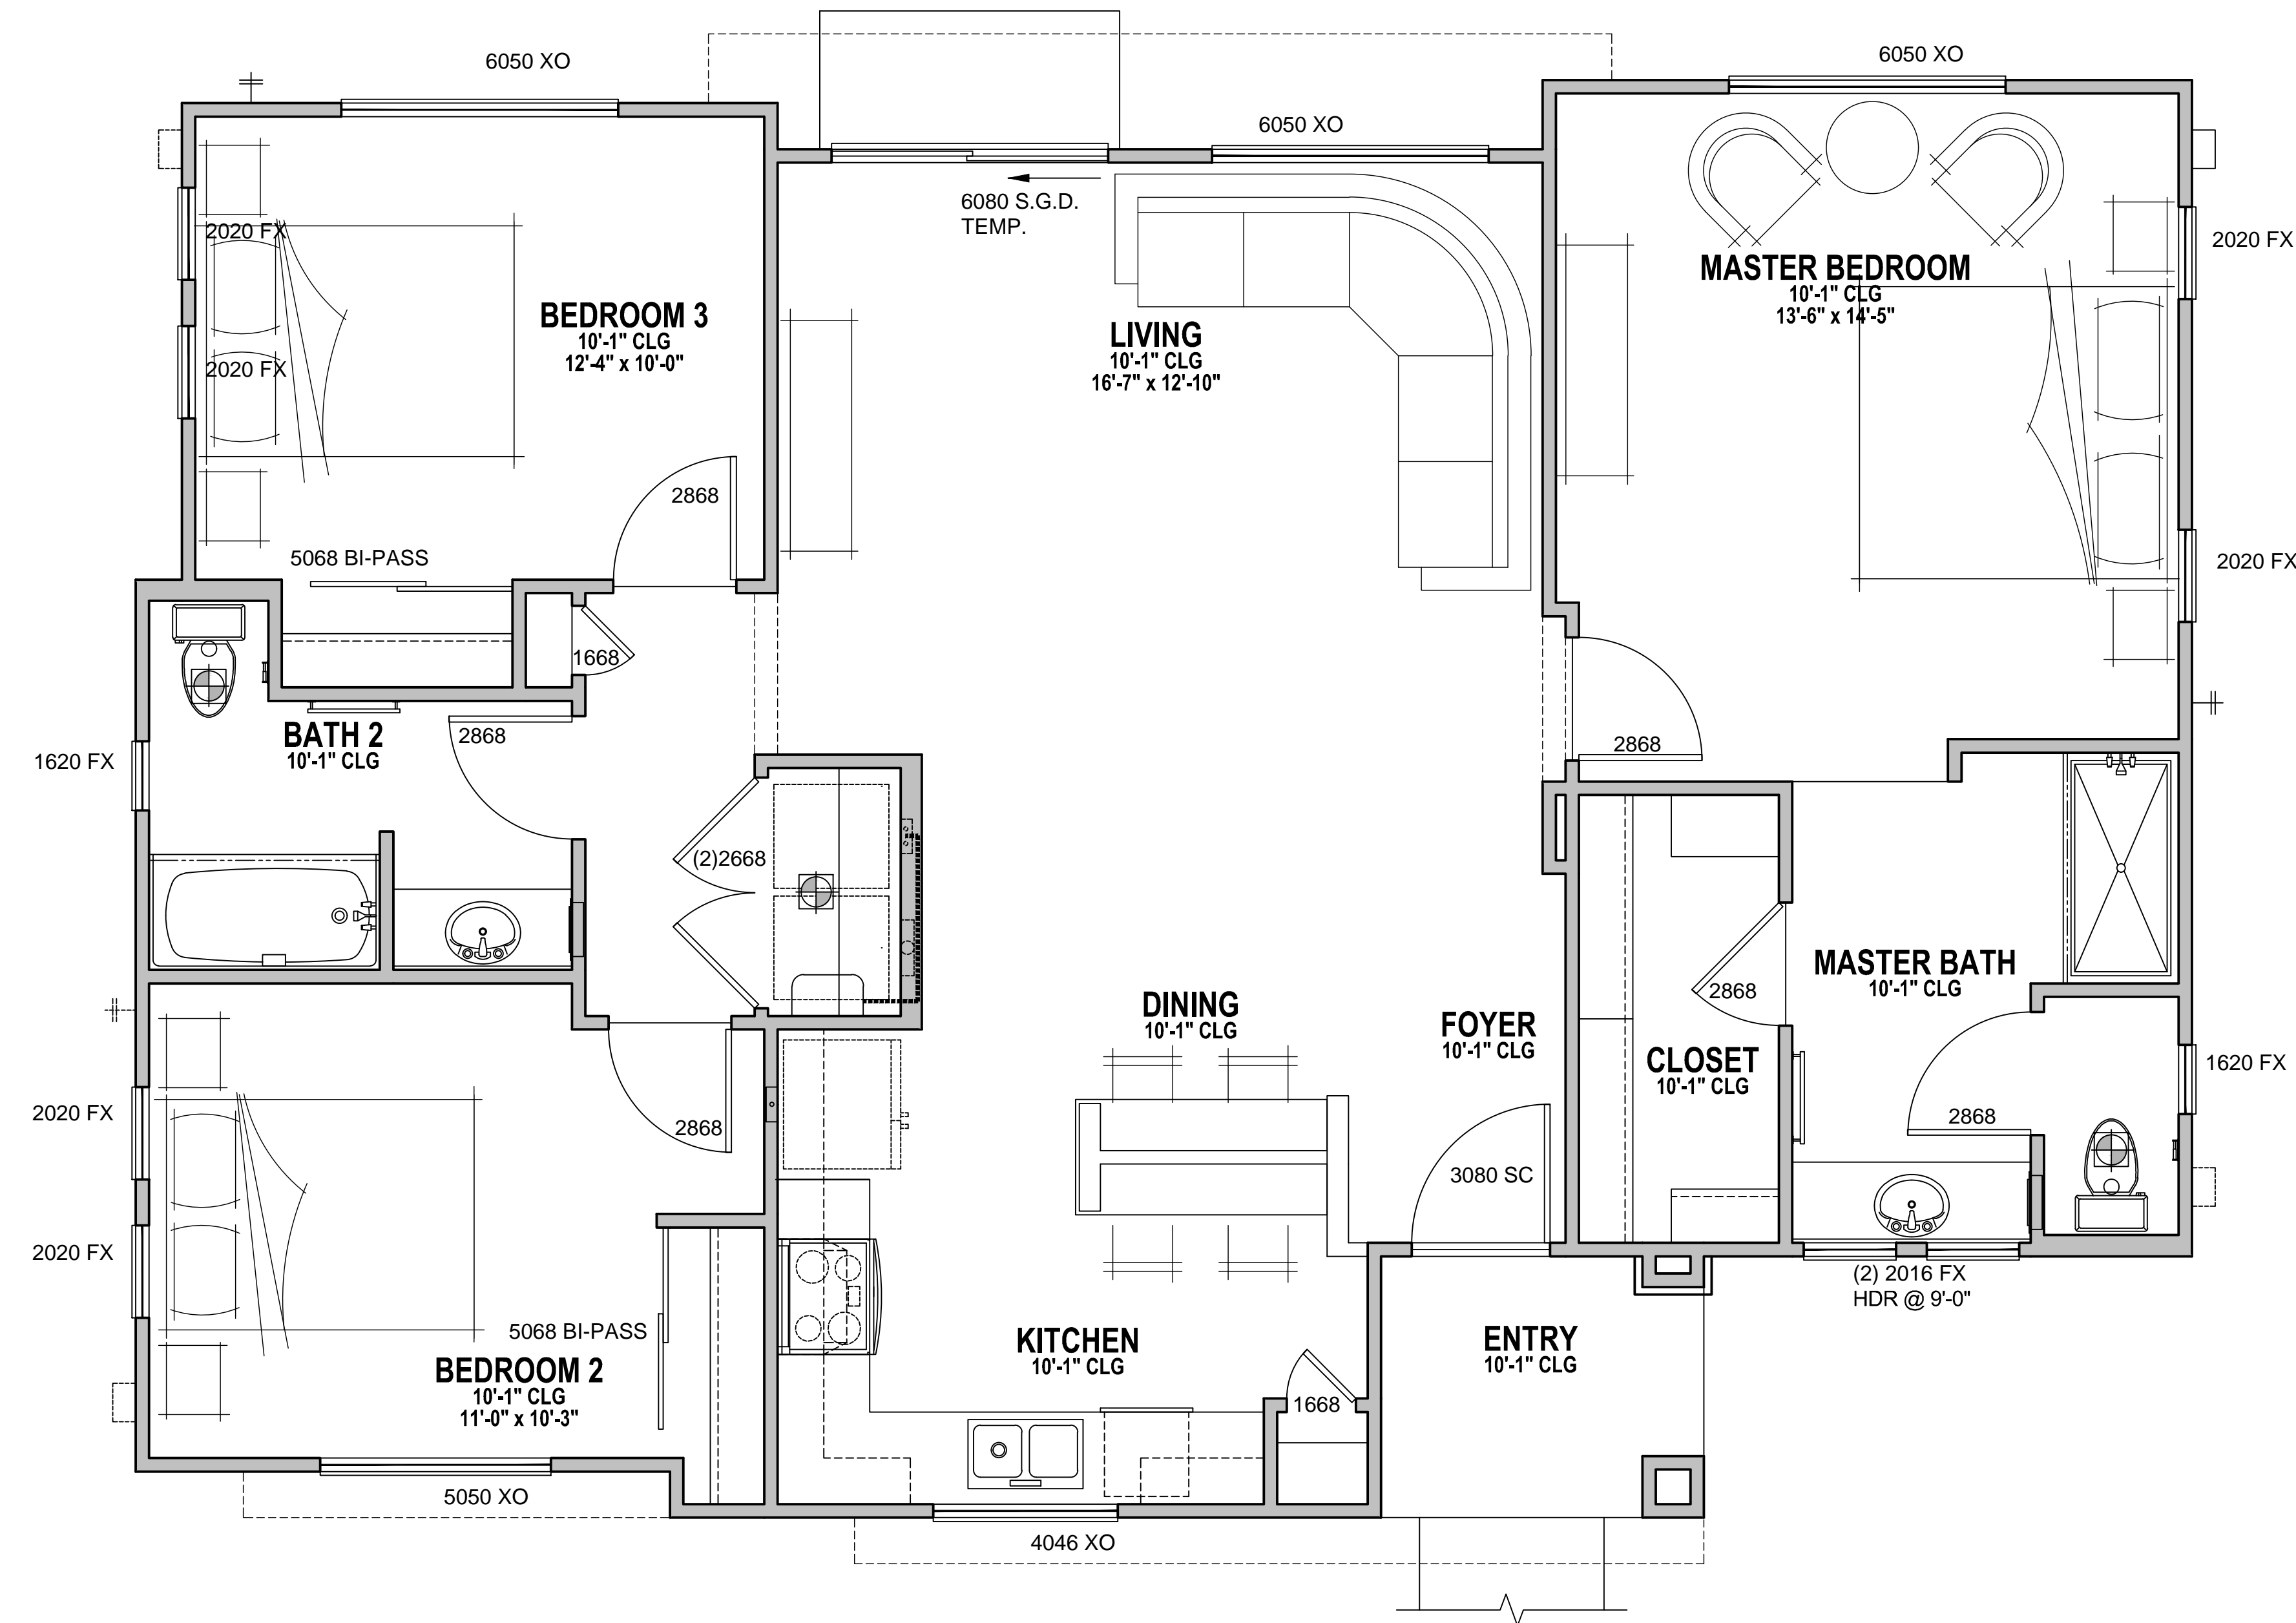 6050 XO
6050 XO
6050 XO
6080 S.G.D.
TEMP.
2020 FX
2020 FX
BEDROOM 3
10'-1" CLG
12'-4" x 10'-0"
LIVING
10'-1" CLG
16'-7" x 12'-10"
MASTER BEDROOM
10'-1" CLG
13'-6" x 14'-5"
2020 FX
2020 FX
2868
5068 BI-PASS
1668
BATH 2
10'-1" CLG
2868
1620 FX
2868
(2)2668
MASTER BATH
10'-1" CLG
2868
DINING
10'-1" CLG
FOYER
10'-1" CLG
CLOSET
10'-1" CLG
1620 FX
2020 FX
2868
2868
3080 SC
2020 FX
(2) 2016 FX
HDR @ 9'-0"
5068 BI-PASS
BEDROOM 2
10'-1" CLG
11'-0" x 10'-3"
KITCHEN
10'-1" CLG
ENTRY
10'-1" CLG
1668
5050 XO
4046 XO